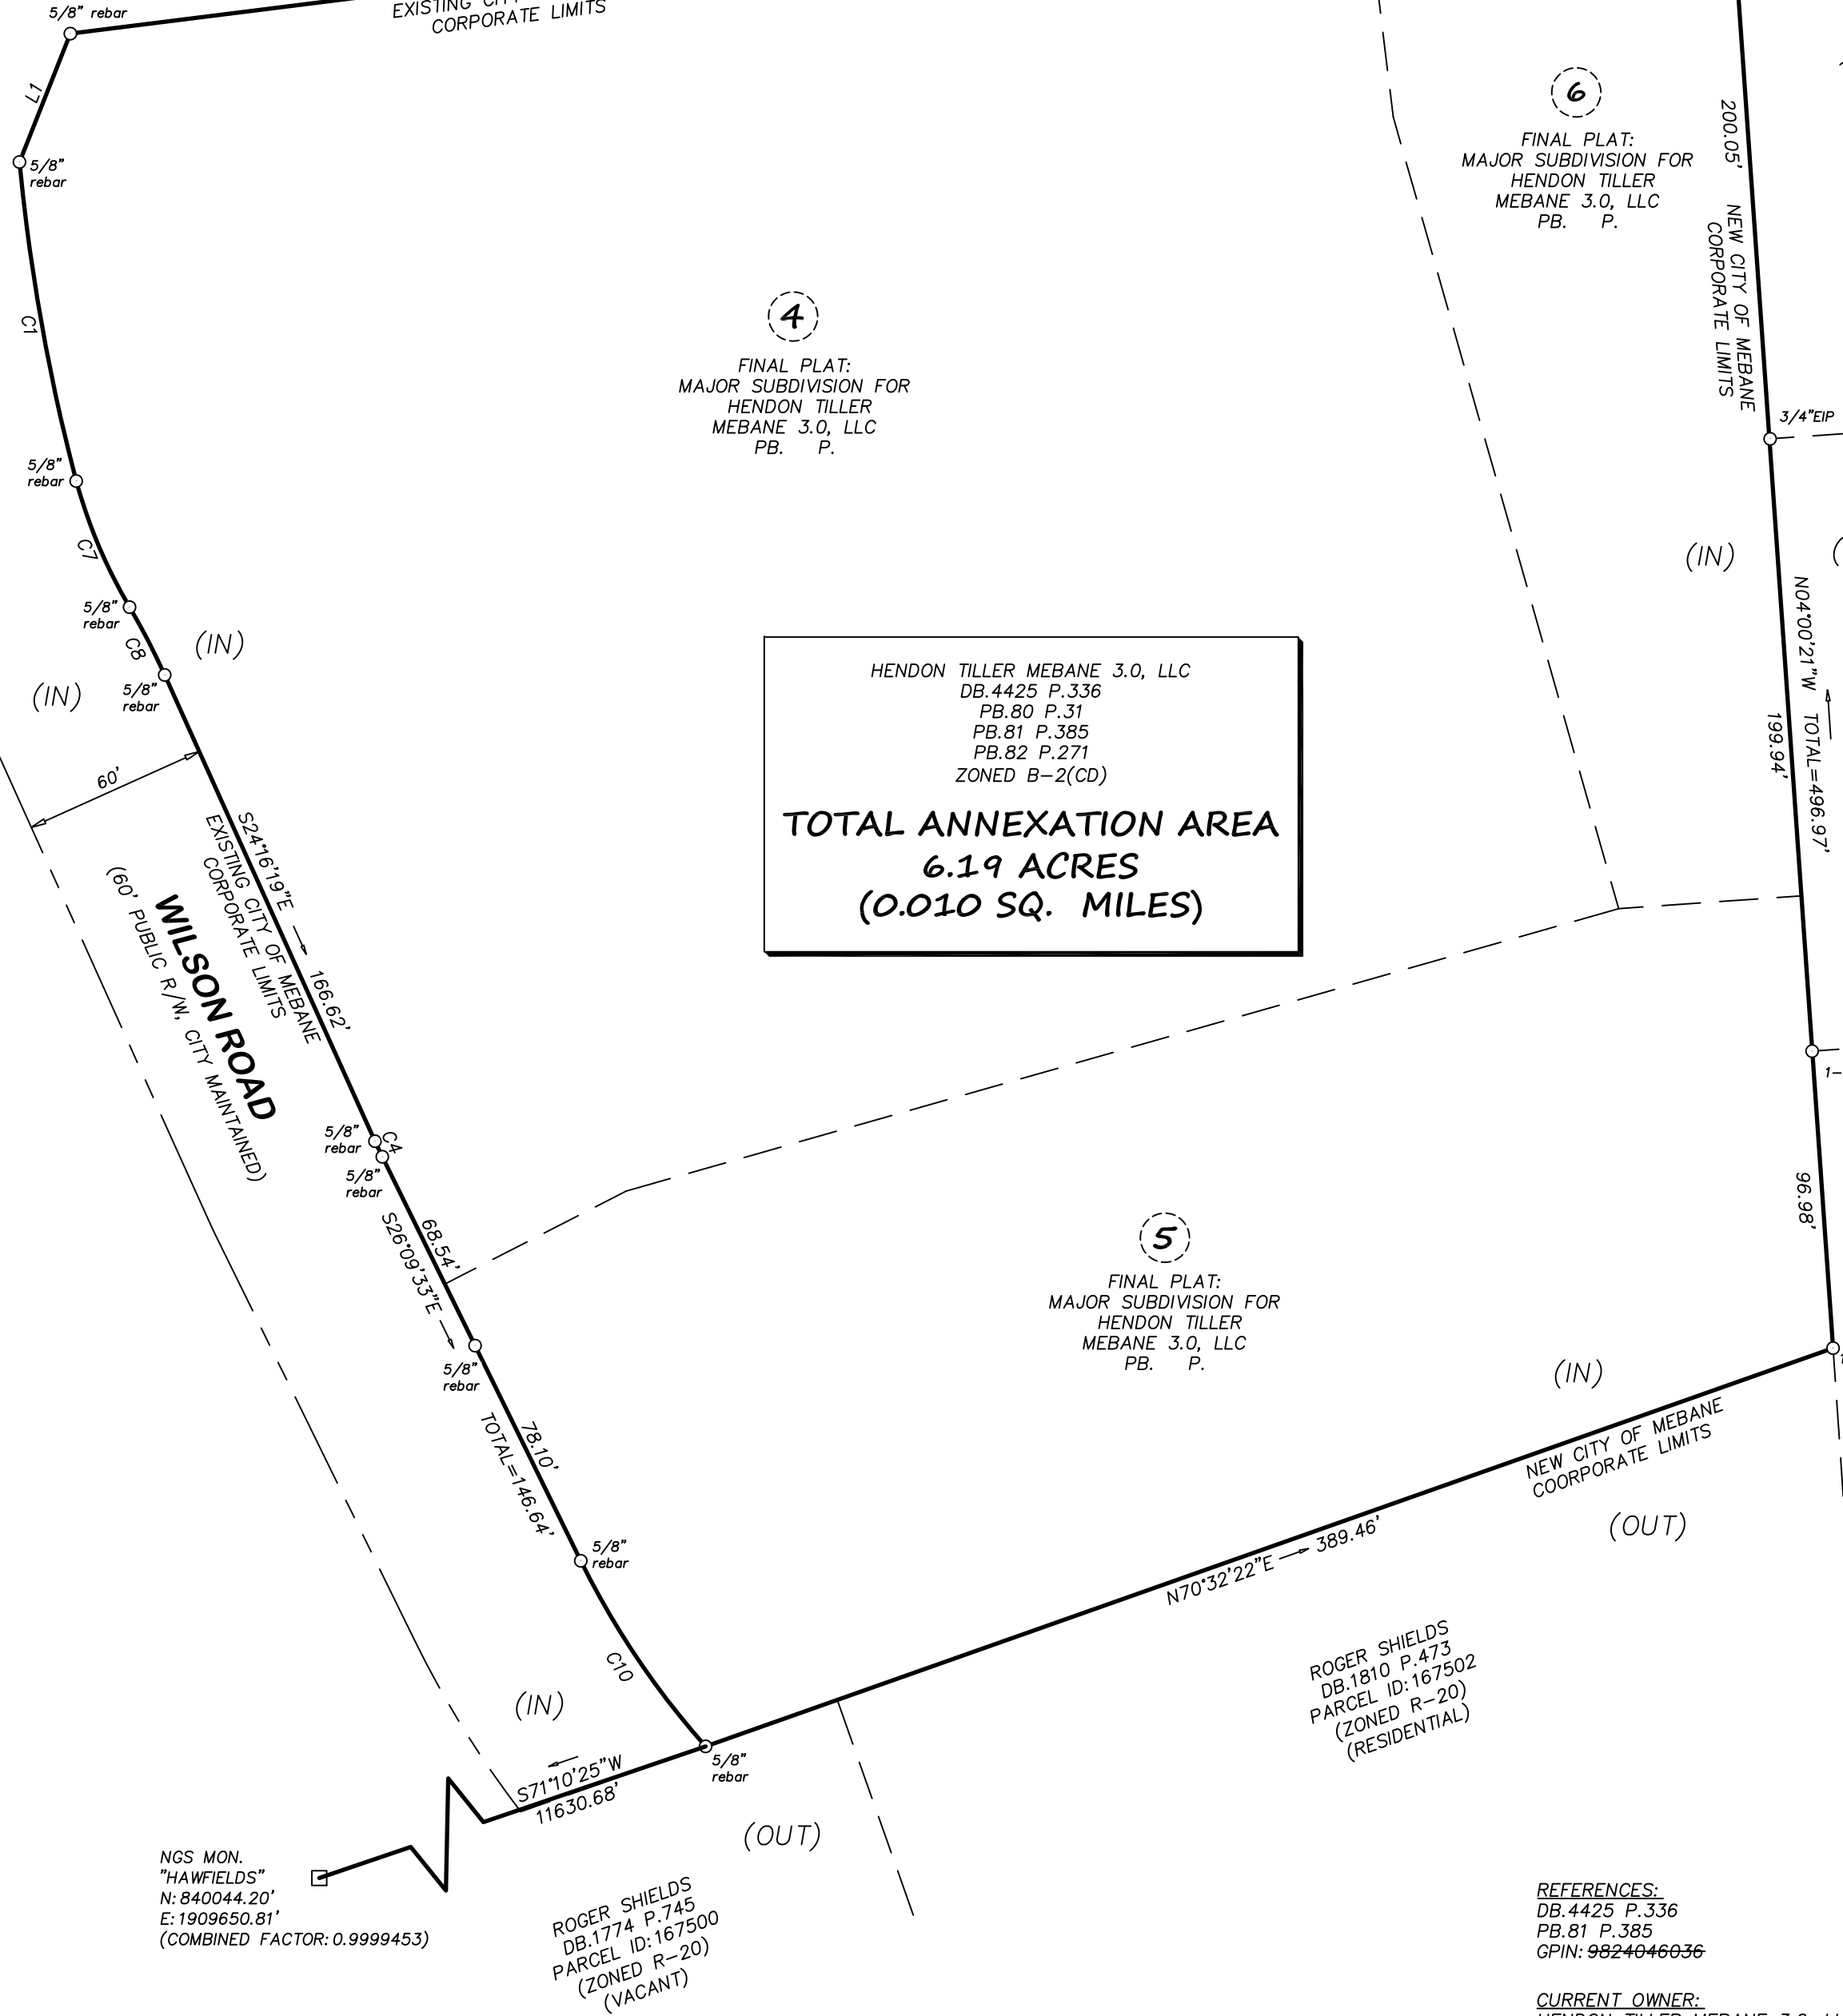 5/8" rebar
CORPORATE LIMITS
L1
5/8"
rebar
C1
5/8"
rebar
C7
5/8"
rebar
C8
5/8"
rebar
(IN)
(IN)
60'
S24°16'19"E
166.62'
EXISTING CITY OF MEBANE
CORPORATE LIMITS
WILSON ROAD
(60' PUBLIC R/W, CITY MAINTAINED)
6
FINAL PLAT:
MAJOR SUBDIVISION FOR
HENDON TILLER
MEBANE 3.0, LLC
PB. P.
200.05'
NEW CITY OF MEBANE
CORPORATE LIMITS
3/4"EIP
(IN)
4
FINAL PLAT:
MAJOR SUBDIVISION FOR
HENDON TILLER
MEBANE 3.0, LLC
PB. P.
HENDON TILLER MEBANE 3.0, LLC
DB.4425 P.336
PB.80 P.31
PB.81 P.385
PB.82 P.271
ZONED B-2(CD)
TOTAL ANNEXATION AREA
6.19 ACRES
(0.010 SQ. MILES)
N04°00'21"W TOTAL=496.97'
199.94'
96.98'
5/8"
rebar
C4
5/8"
rebar
68.54'
S26°09'33"E
5/8"
rebar
78.10'
TOTAL=146.64'
5/8"
rebar
C10
5
FINAL PLAT:
MAJOR SUBDIVISION FOR
HENDON TILLER
MEBANE 3.0, LLC
PB. P.
(IN)
NEW CITY OF MEBANE
COORPORATE LIMITS
(OUT)
N70°32'22"E 389.46'
(IN)
5/8"
rebar
S71°10'25"W
11630.68'
(OUT)
ROGER SHIELDS
DB.1810 P.473
PARCEL ID:167502
(ZONED R-20)
(RESIDENTIAL)
NGS MON.
"HAWFIELDS"
N:840044.20'
E:1909650.81'
(COMBINED FACTOR:0.9999453)
ROGER SHIELDS
DB.1774 P.745
PARCEL ID:167500
(ZONED R-20)
(VACANT)
REFERENCES:
DB.4425 P.336
PB.81 P.385
GPIN: 9824046036
CURRENT OWNER: